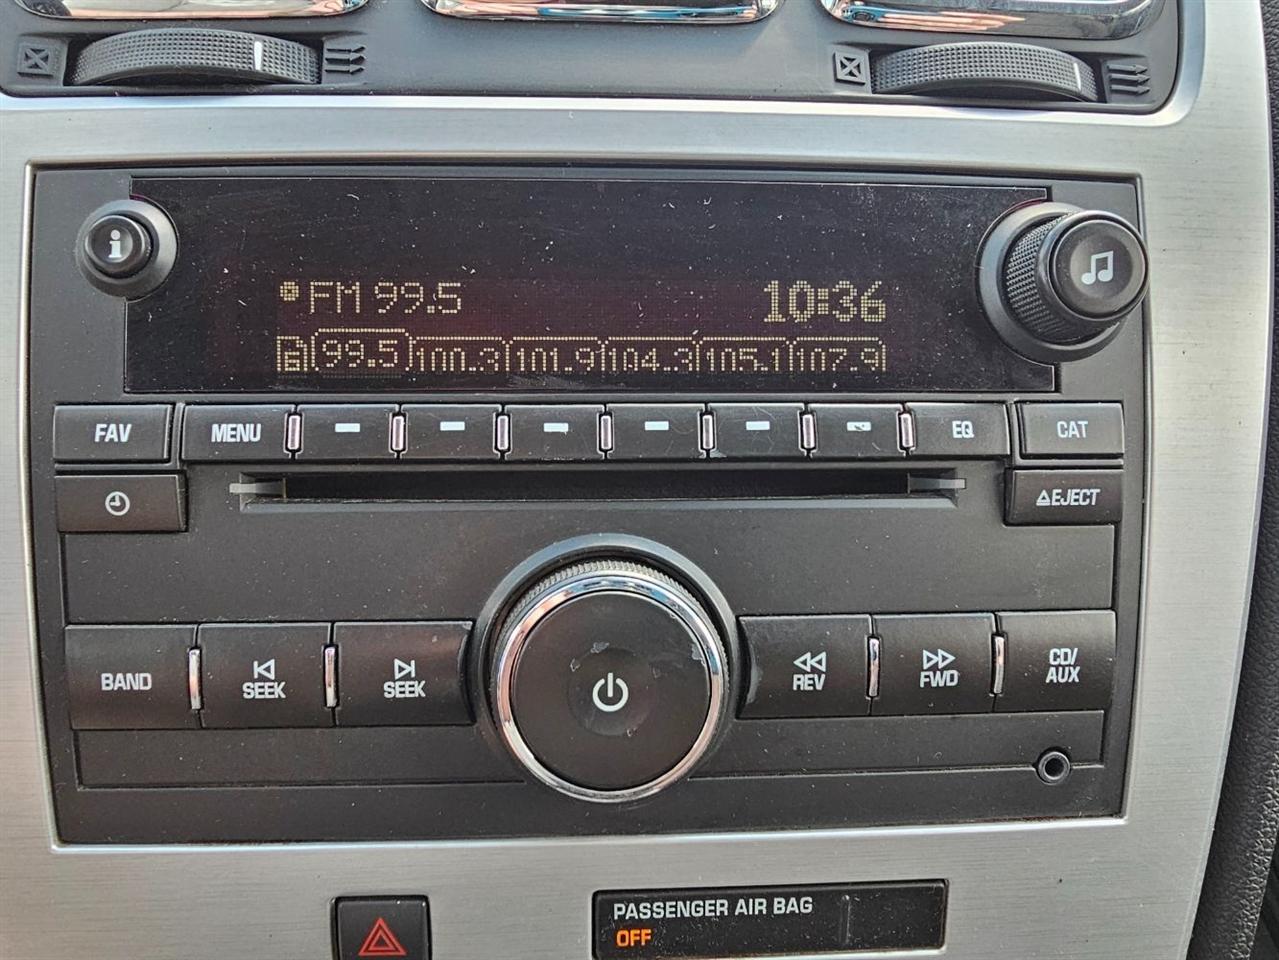 FM 99.5 10:36
99.5 100.3 101.9 104.3 105.1 107.9
FAV MENU EQ CAT
EJECT
BAND SEEK SEEK REV FWD CD/
AUX
PASSENGER AIR BAG
OFF